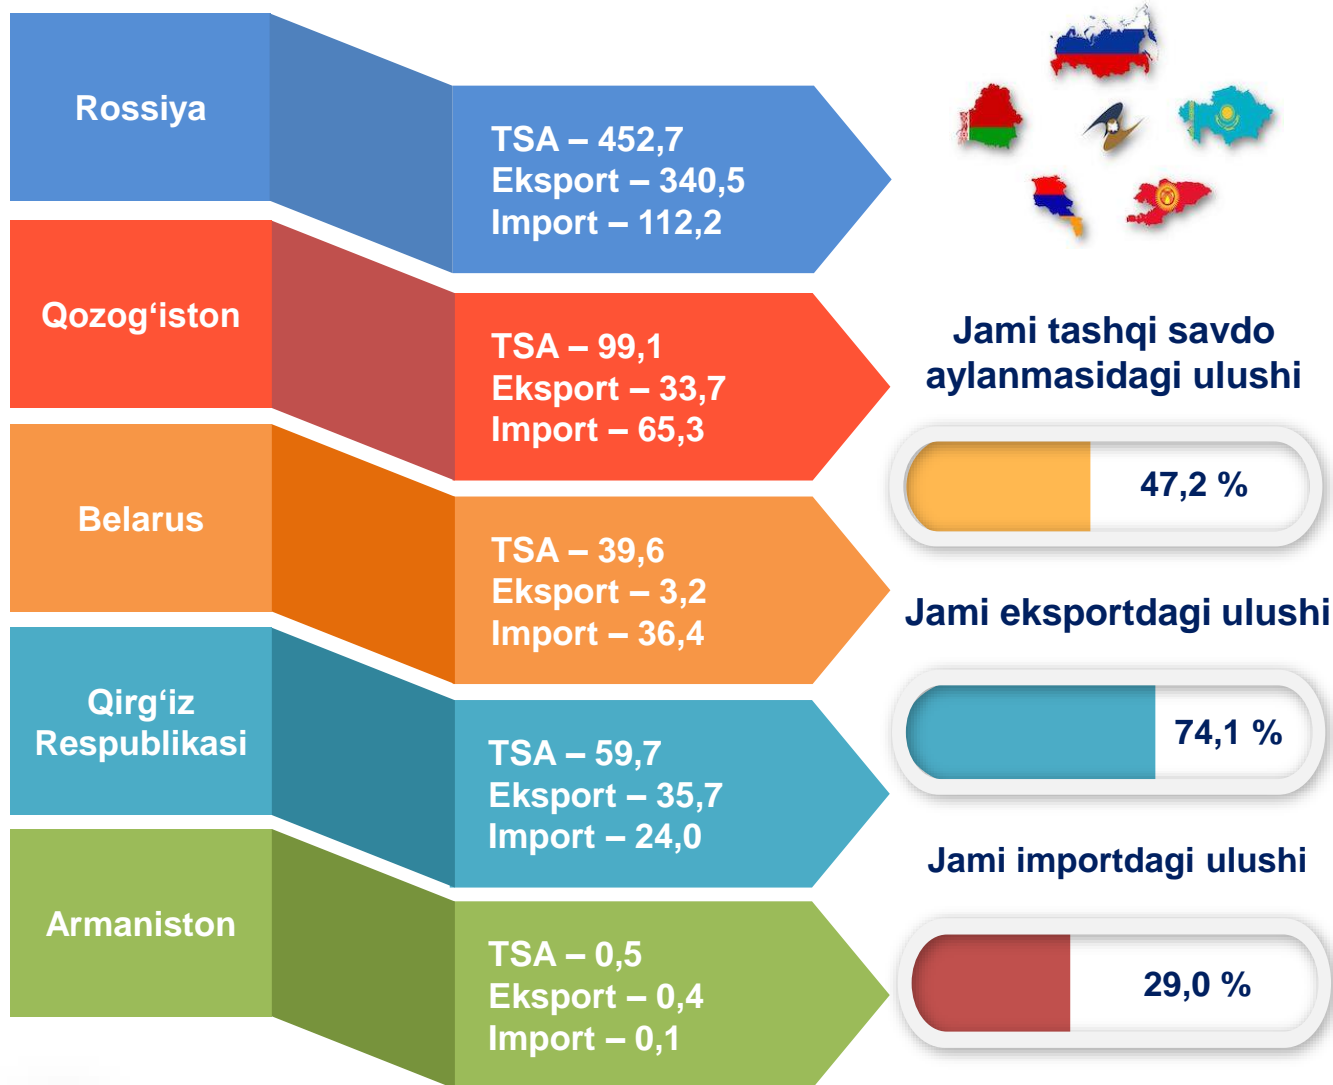 Rossiya
TSA – 452,7
Eksport – 340,5
Import – 112,2
Qozog‘iston
TSA – 99,1
Eksport – 33,7
Import – 65,3
Belarus
TSA – 39,6
Eksport – 3,2
Import – 36,4
Qirg‘iz
Respublikasi
TSA – 59,7
Eksport – 35,7
Import – 24,0
Armaniston
TSA – 0,5
Eksport – 0,4
Import – 0,1
Jami tashqi savdo
aylanmasidagi ulushi
47,2 %
Jami eksportdagi ulushi
74,1 %
Jami importdagi ulushi
29,0 %